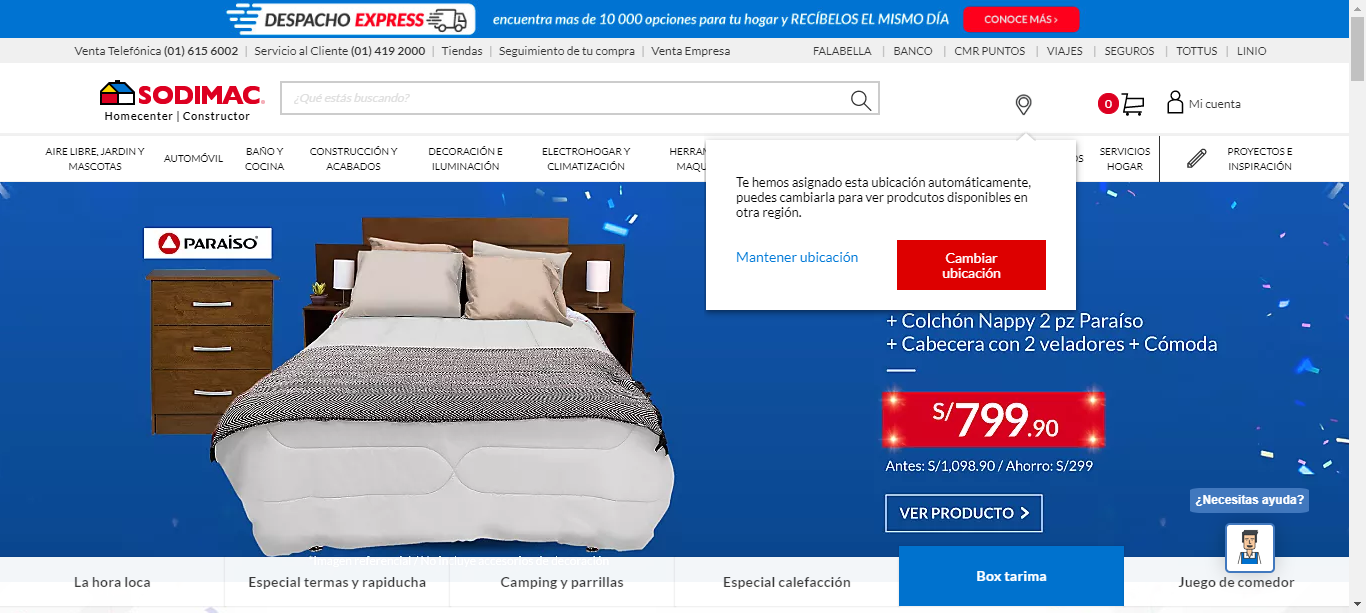 DESPACHO EXPRESS
encuentra mas de 10 000 opciones para tu hogar y RECÍBELOS EL MISMO DÍA
CONOCE MÁS >
Venta Telefónica (01) 615 6002 | Servicio al Cliente (01) 419 2000 | Tiendas | Seguimiento de tu compra | Venta Empresa
FALABELLA | BANCO | CMR PUNTOS | VIAJES | SEGUROS | TOTTUS | LINIO
SODIMAC
Homecenter | Constructor
¿Qué estás buscando?
0
Mi cuenta
AIRE LIBRE, JARDIN Y
MASCOTAS
AUTOMÓVIL
BAÑO Y
COCINA
CONSTRUCCIÓN Y
ACABADOS
DECORACIÓN E
ILUMINACIÓN
ELECTROHOGAR Y
CLIMATIZACIÓN
SERVICIOS
HOGAR
PROYECTOS E
INSPIRACIÓN
Te hemos asignado esta ubicación automáticamente,
puedes cambiarla para ver prodcutos disponibles en
otra región.
Mantener ubicación
Cambiar
ubicación
PARAÍSO
+ Colchón Nappy 2 pz Paraíso
+ Cabecera con 2 veladores + Cómoda
S/799.90
Antes: S/1,098.90 / Ahorro: S/299
VER PRODUCTO >
¿Necesitas ayuda?
*Imagen referencial / No incluye accesorios de decoración
La hora loca
Especial termas y rapiducha
Camping y parrillas
Especial calefacción
Box tarima
Juego de comedor